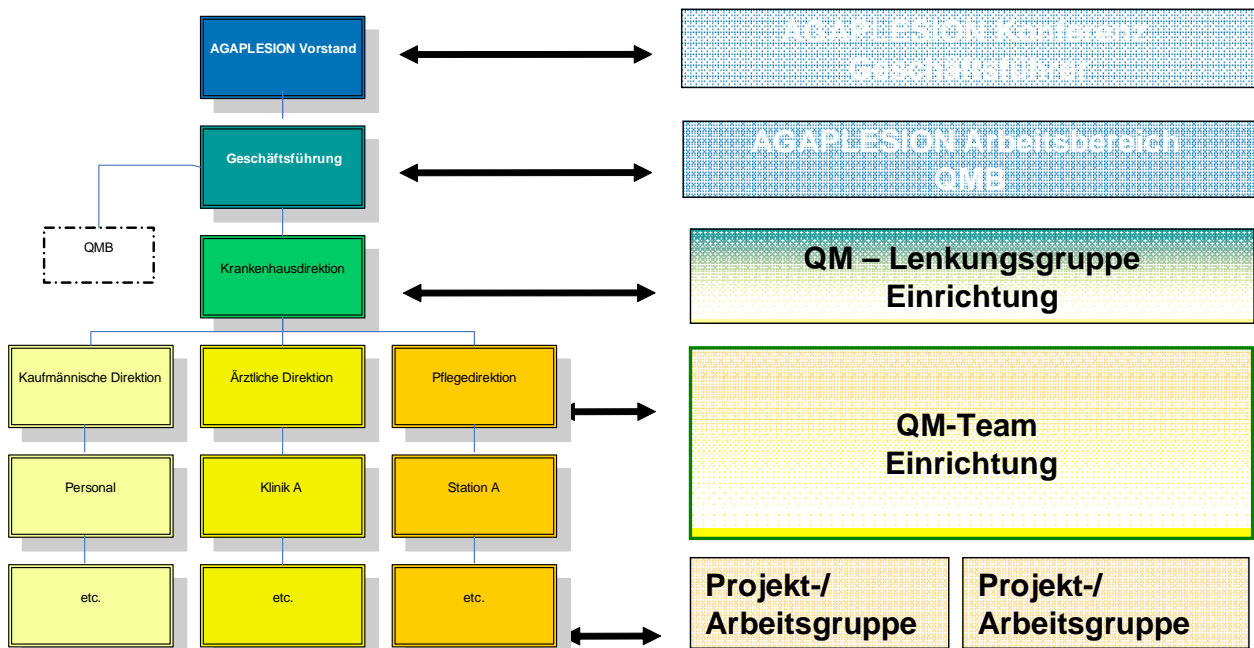 AGAPLESION Vorstand
AGAPLESION Konferenz
Geschäftsführer
Geschäftsführung
AGAPLESION Arbeitsbereich
QMB
QMB
Krankenhausdirektion
QM – Lenkungsgruppe
Einrichtung
Kaufmännische Direktion
Ärztliche Direktion
Pflegedirektion
QM-Team
Einrichtung
Personal
Klinik A
Station A
etc.
etc.
etc.
Projekt-/
Arbeitsgruppe
Projekt-/
Arbeitsgruppe